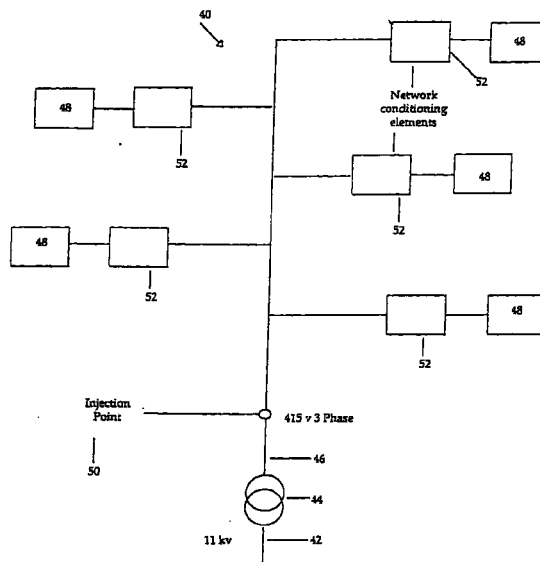 40
48
52
Network
conditioning
elements
48
52
48
52
48
52
48
52
Injection
Point
415 v 3 Phase
50
46
44
11 kv
42